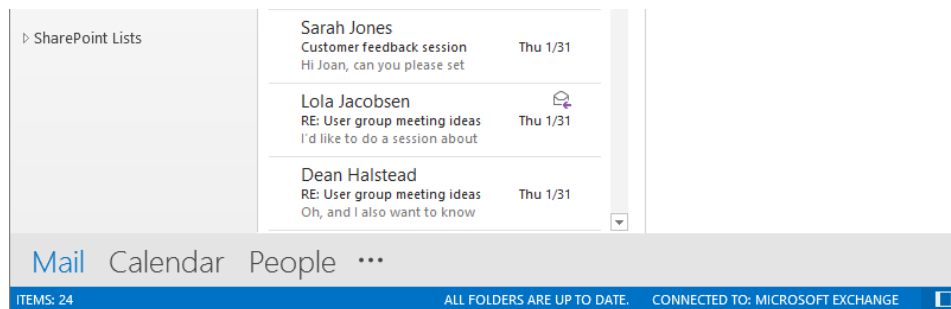 SharePoint Lists
Sarah Jones
Customer feedback session Thu 1/31
Hi Joan, can you please set
Lola Jacobsen
RE: User group meeting ideas Thu 1/31
I'd like to do a session about
Dean Halstead
RE: User group meeting ideas Thu 1/31
Oh, and I also want to know
Mail Calendar People •••
ITEMS: 24 ALL FOLDERS ARE UP TO DATE. CONNECTED TO: MICROSOFT EXCHANGE